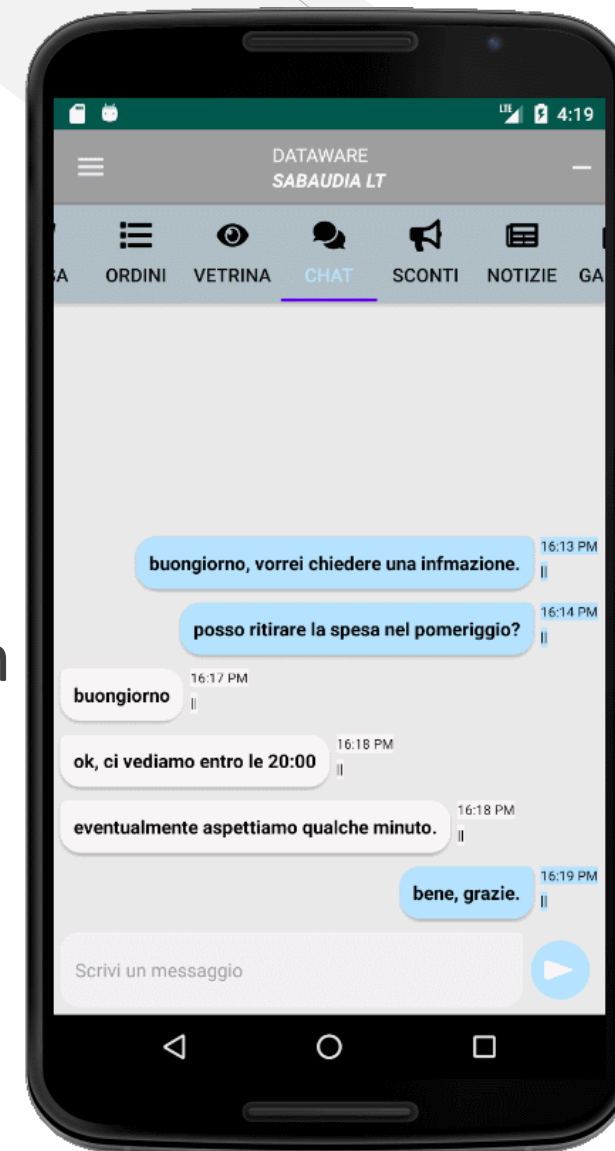 LTE 4:19
DATAWARE
SABAUDIA LT
ORDINI VETRINA CHAT SCONTI NOTIZIE GA
buongiorno, vorrei chiedere una infmazione. 16:13 PM
posso ritirare la spesa nel pomeriggio? 16:14 PM
buongiorno 16:17 PM
ok, ci vediamo entro le 20:00 16:18 PM
eventualmente aspettiamo qualche minuto. 16:18 PM
bene, grazie. 16:19 PM
Scrivi un messaggio